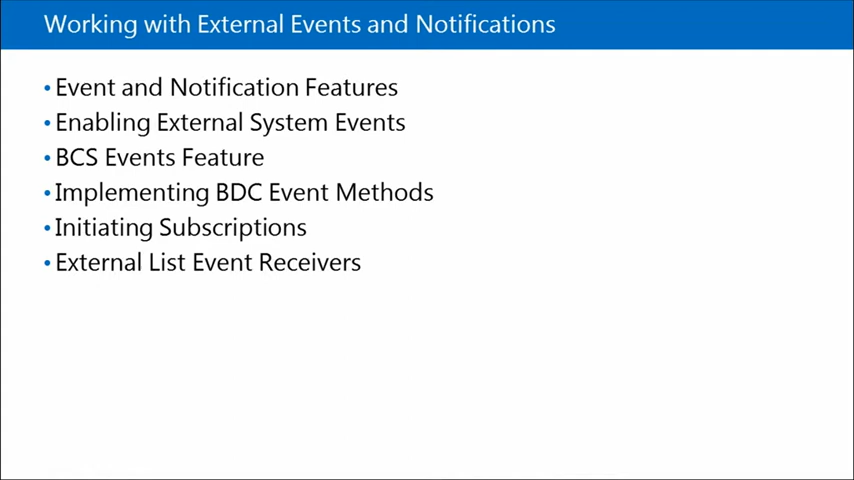 Working with External Events and Notifications
• Event and Notification Features
• Enabling External System Events
• BCS Events Feature
• Implementing BDC Event Methods
• Initiating Subscriptions
• External List Event Receivers